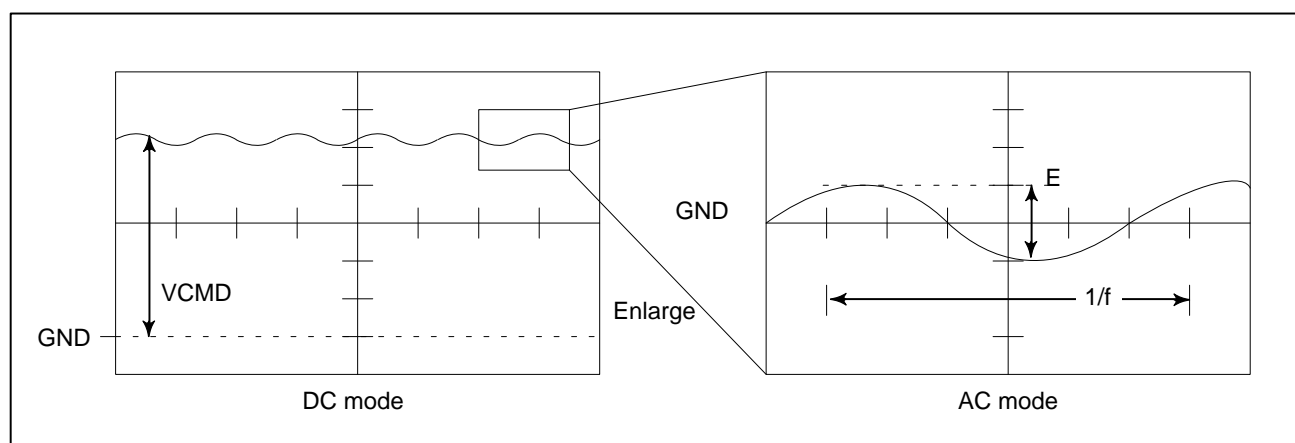 VCMD
GND
DC mode
Enlarge
GND
E
1/f
AC mode